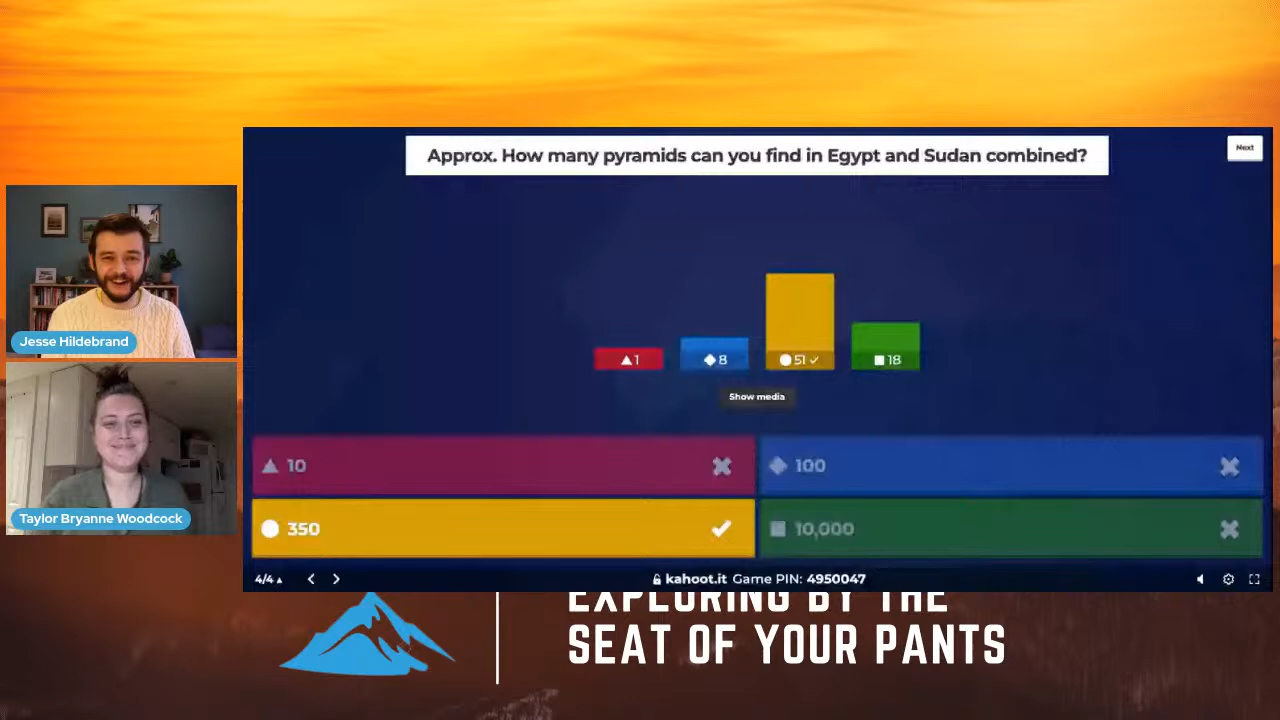 Approx. How many pyramids can you find in Egypt and Sudan combined?
Next
1
8
51
18
Show media
10
100
350
10,000
4/4
kahoot.it Game PIN: 4950047
Jesse Hildebrand
Taylor Bryanne Woodcock
EXPLORING BY THE
SEAT OF YOUR PANTS